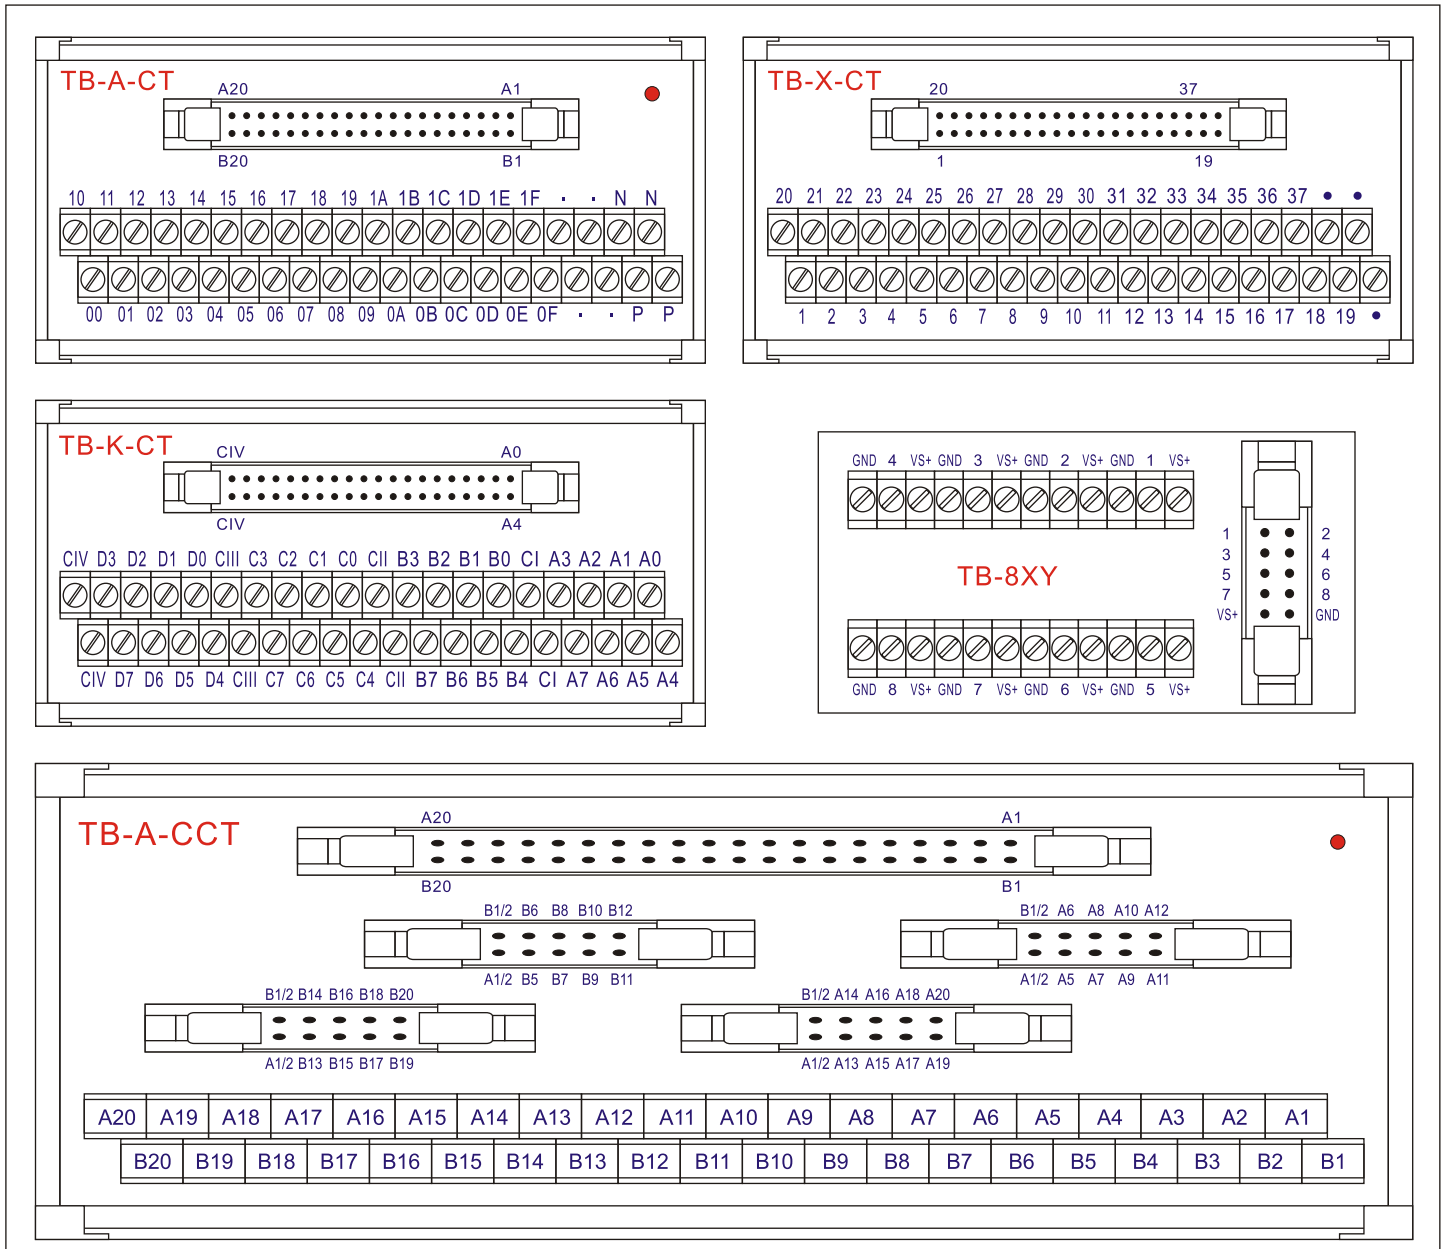 TB-A-CT
A20 A1
B20 B1
10 11 12 13 14 15 16 17 18 19 1A 1B 1C 1D 1E 1F · · N N
00 01 02 03 04 05 06 07 08 09 0A 0B 0C 0D 0E 0F · · P P
TB-X-CT
20 37
1 19
20 21 22 23 24 25 26 27 28 29 30 31 32 33 34 35 36 37 • •
1 2 3 4 5 6 7 8 9 10 11 12 13 14 15 16 17 18 19 •
TB-K-CT
CIV A0
CIV A4
CIV D3 D2 D1 D0 CIII C3 C2 C1 C0 CII B3 B2 B1 B0 CI A3 A2 A1 A0
CIV D7 D6 D5 D4 CIII C7 C6 C5 C4 CII B7 B6 B5 B4 CI A7 A6 A5 A4
GND 4 VS+ GND 3 VS+ GND 2 VS+ GND 1 VS+
TB-8XY
1 2
3 4
5 6
7 8
VS+ GND
GND 8 VS+ GND 7 VS+ GND 6 VS+ GND 5 VS+
TB-A-CCT
A20 A1
B20 B1
B1/2 B6 B8 B10 B12
A1/2 B5 B7 B9 B11
B1/2 A6 A8 A10 A12
A1/2 A5 A7 A9 A11
B1/2 B14 B16 B18 B20
A1/2 B13 B15 B17 B19
B1/2 A14 A16 A18 A20
A1/2 A13 A15 A17 A19
A20 A19 A18 A17 A16 A15 A14 A13 A12 A11 A10 A9 A8 A7 A6 A5 A4 A3 A2 A1
B20 B19 B18 B17 B16 B15 B14 B13 B12 B11 B10 B9 B8 B7 B6 B5 B4 B3 B2 B1